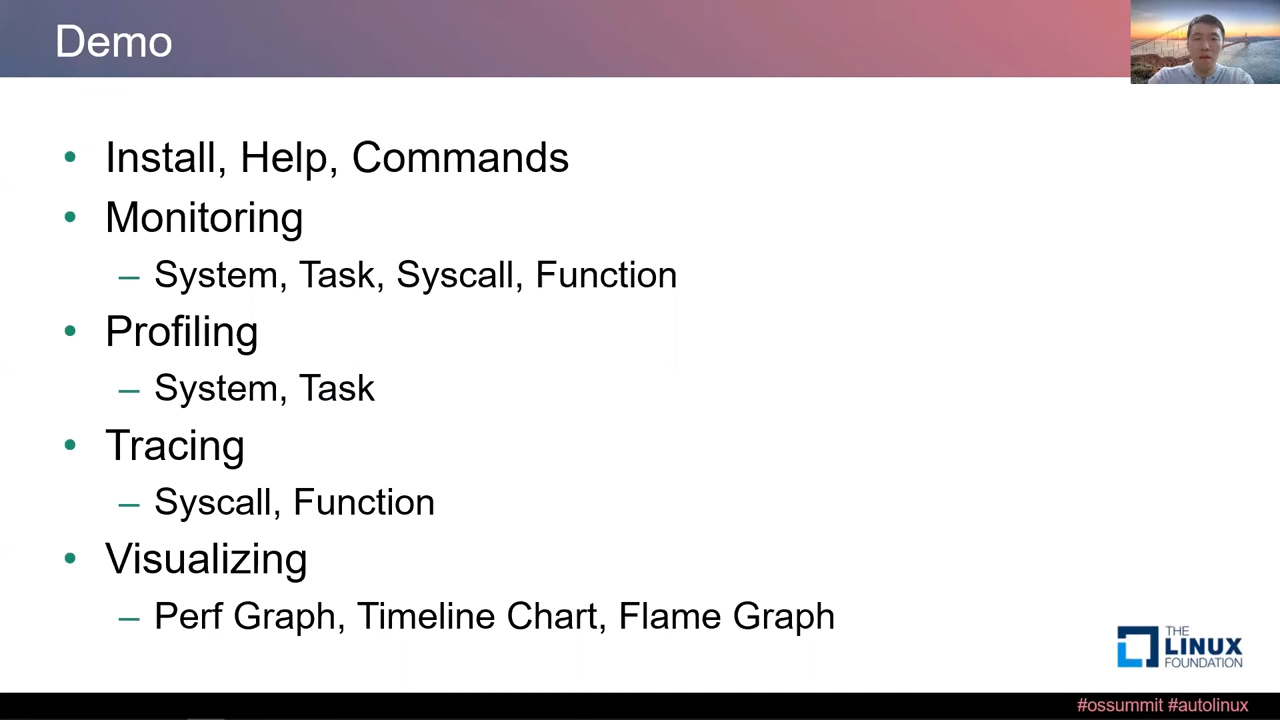 Demo
• Install, Help, Commands
• Monitoring
– System, Task, Syscall, Function
• Profiling
– System, Task
• Tracing
– Syscall, Function
• Visualizing
– Perf Graph, Timeline Chart, Flame Graph
THE
LINUX
FOUNDATION
#ossummit #autolinux